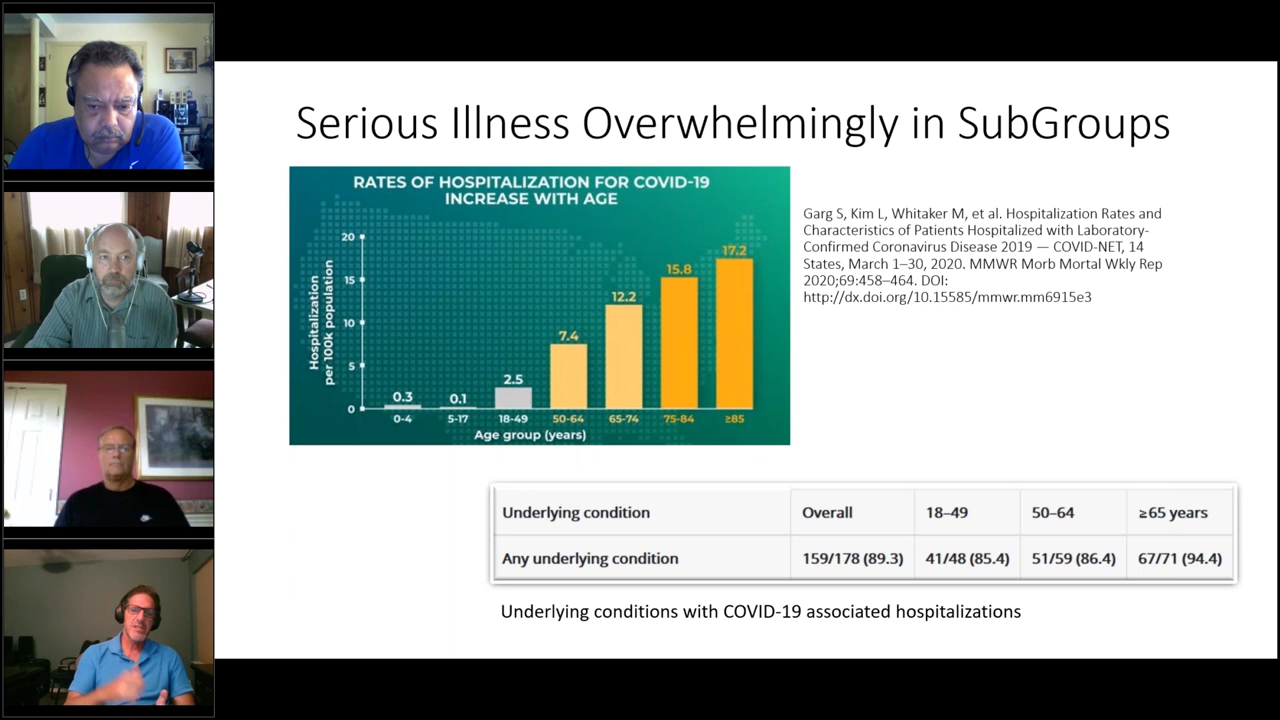 Serious Illness Overwhelmingly in SubGroups
RATES OF HOSPITALIZATION FOR COVID-19
INCREASE WITH AGE
Hospitalization
per 100k population
20
15
10
5
0
0.3
0.1
2.5
7.4
12.2
15.8
17.2
0-4
5-17
18-49
50-64
65-74
75-84
≥85
Age group (years)
Garg S, Kim L, Whitaker M, et al. Hospitalization Rates and
Characteristics of Patients Hospitalized with Laboratory-
Confirmed Coronavirus Disease 2019 — COVID-NET, 14
States, March 1–30, 2020. MMWR Morb Mortal Wkly Rep
2020;69:458–464. DOI:
http://dx.doi.org/10.15585/mmwr.mm6915e3
Underlying condition Overall 18–49 50–64 ≥65 years
Any underlying condition 159/178 (89.3) 41/48 (85.4) 51/59 (86.4) 67/71 (94.4)
Underlying conditions with COVID-19 associated hospitalizations